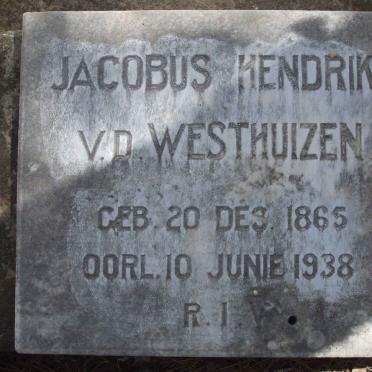 JACOBUS HENDRIK
V.D. WESTHUIZEN
GEB. 20 DES. 1865
OORL. 10 JUNIE 1938
R.I.V.